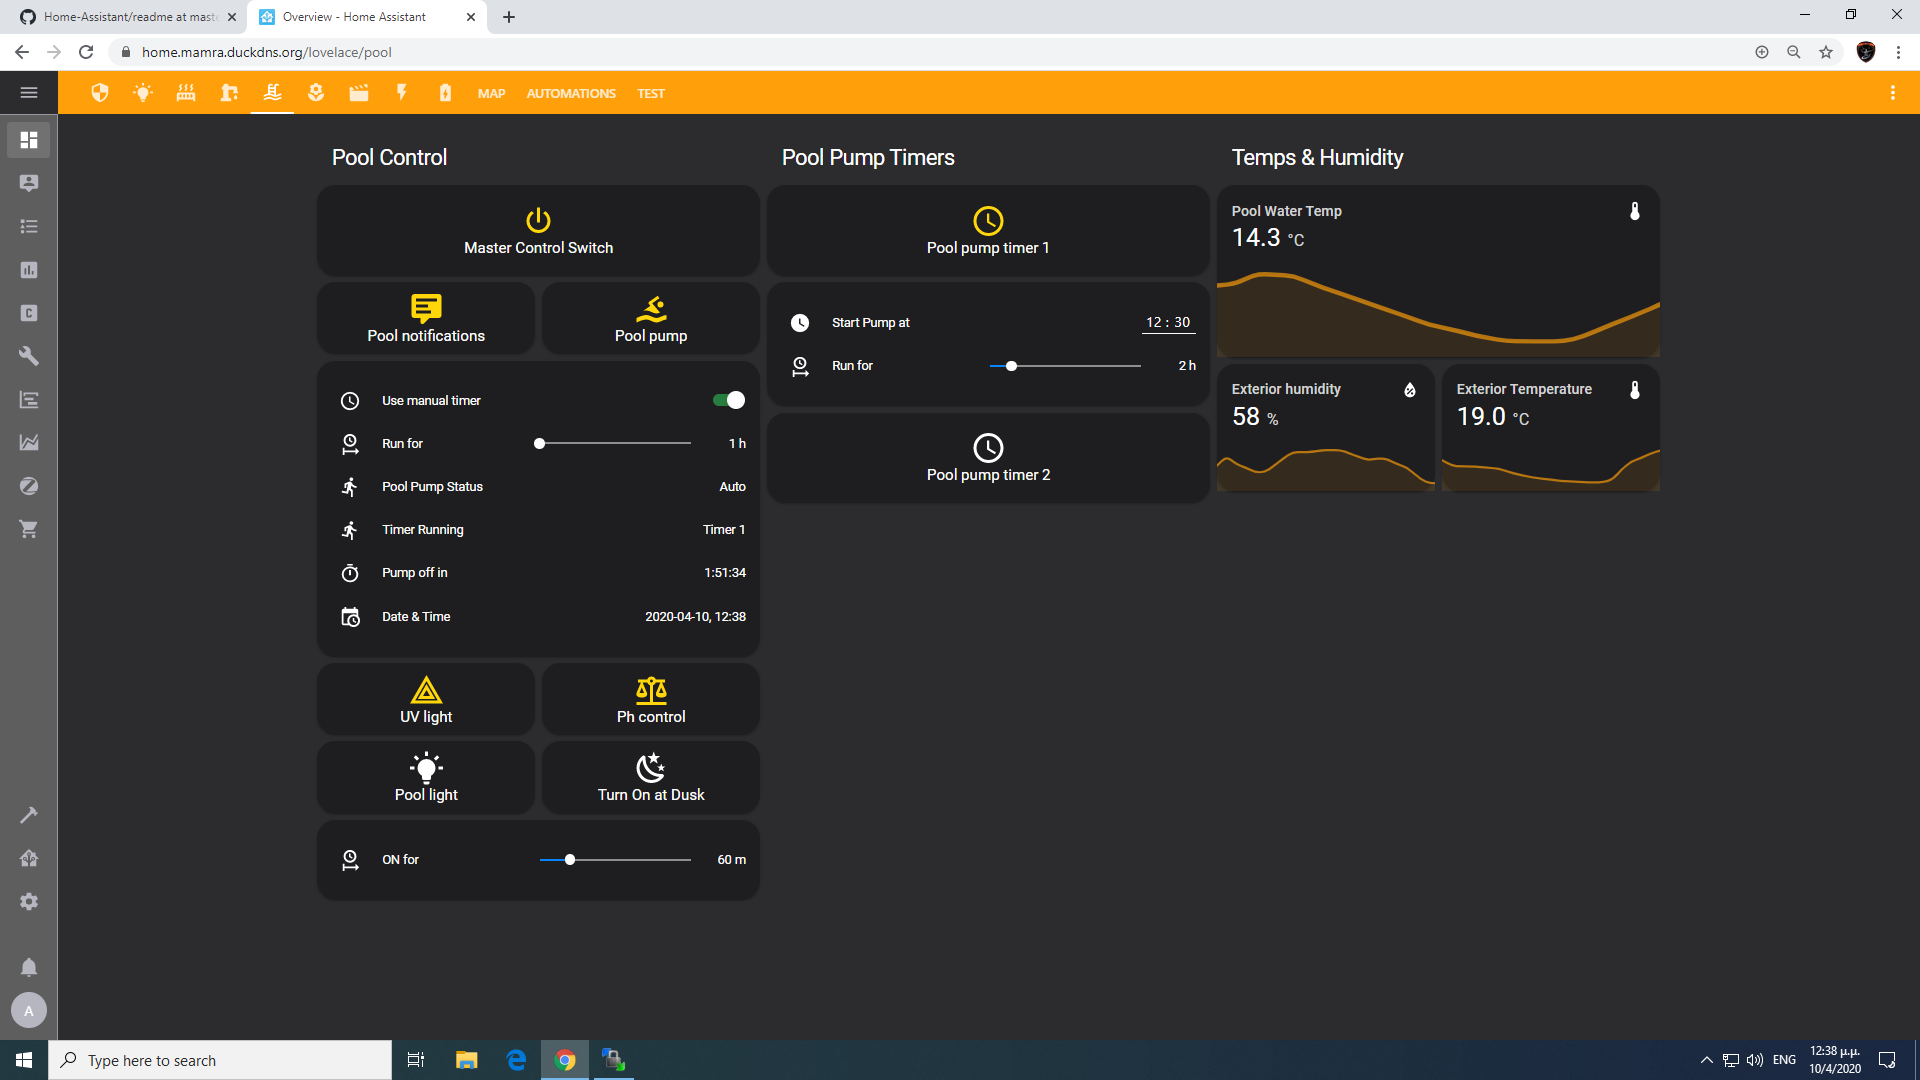 Home-Assistant/readme at mast
Overview - Home Assistant
home.mamra.duckdns.org/lovelace/pool
MAP AUTOMATIONS TEST
Pool Control
Master Control Switch
Pool notifications
Pool pump
Use manual timer
Run for 1 h
Pool Pump Status Auto
Timer Running Timer 1
Pump off in 1:51:34
Date & Time 2020-04-10, 12:38
UV light
Ph control
Pool light
Turn On at Dusk
ON for 60 m
Pool Pump Timers
Pool pump timer 1
Start Pump at 12 : 30
Run for 2 h
Pool pump timer 2
Temps & Humidity
Pool Water Temp
14.3 °C
Exterior humidity
58 %
Exterior Temperature
19.0 °C
C
A
Type here to search
ENG
12:38 μ.μ.
10/4/2020